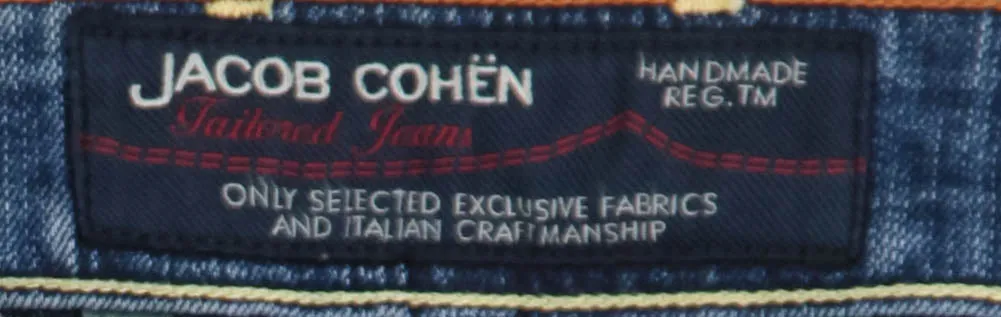 JACOB COHËN
HANDMADE
REG.TM
Tailored Jeans
ONLY SELECTED EXCLUSIVE FABRICS
AND ITALIAN CRAFTMANSHIP